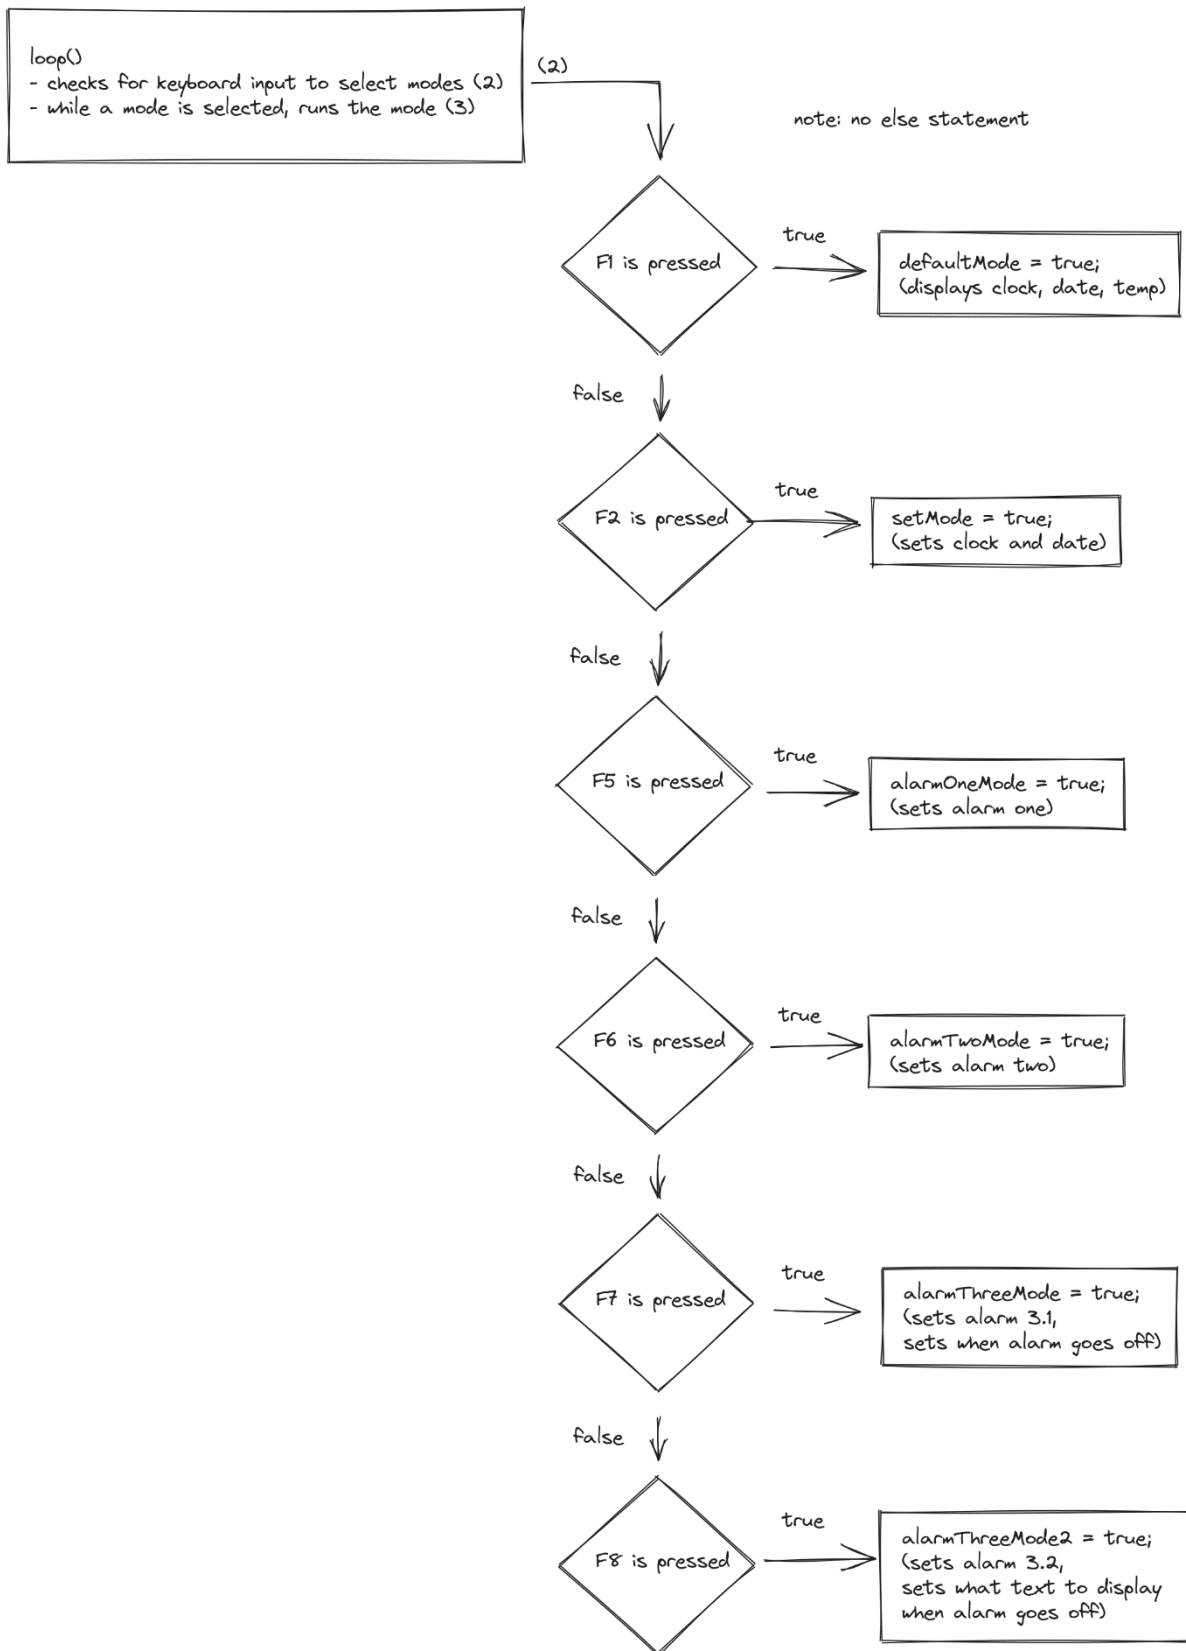 loop()
- checks for keyboard input to select modes (2)
- while a mode is selected, runs the mode (3)
(2)
note: no else statement
F1 is pressed
true
defaultMode = true;
(displays clock, date, temp)
false
F2 is pressed
true
setMode = true;
(sets clock and date)
false
F5 is pressed
true
alarmOneMode = true;
(sets alarm one)
false
F6 is pressed
true
alarmTwoMode = true;
(sets alarm two)
false
F7 is pressed
true
alarmThreeMode = true;
(sets alarm 3.1,
sets when alarm goes off)
false
F8 is pressed
true
alarmThreeMode2 = true;
(sets alarm 3.2,
sets what text to display
when alarm goes off)